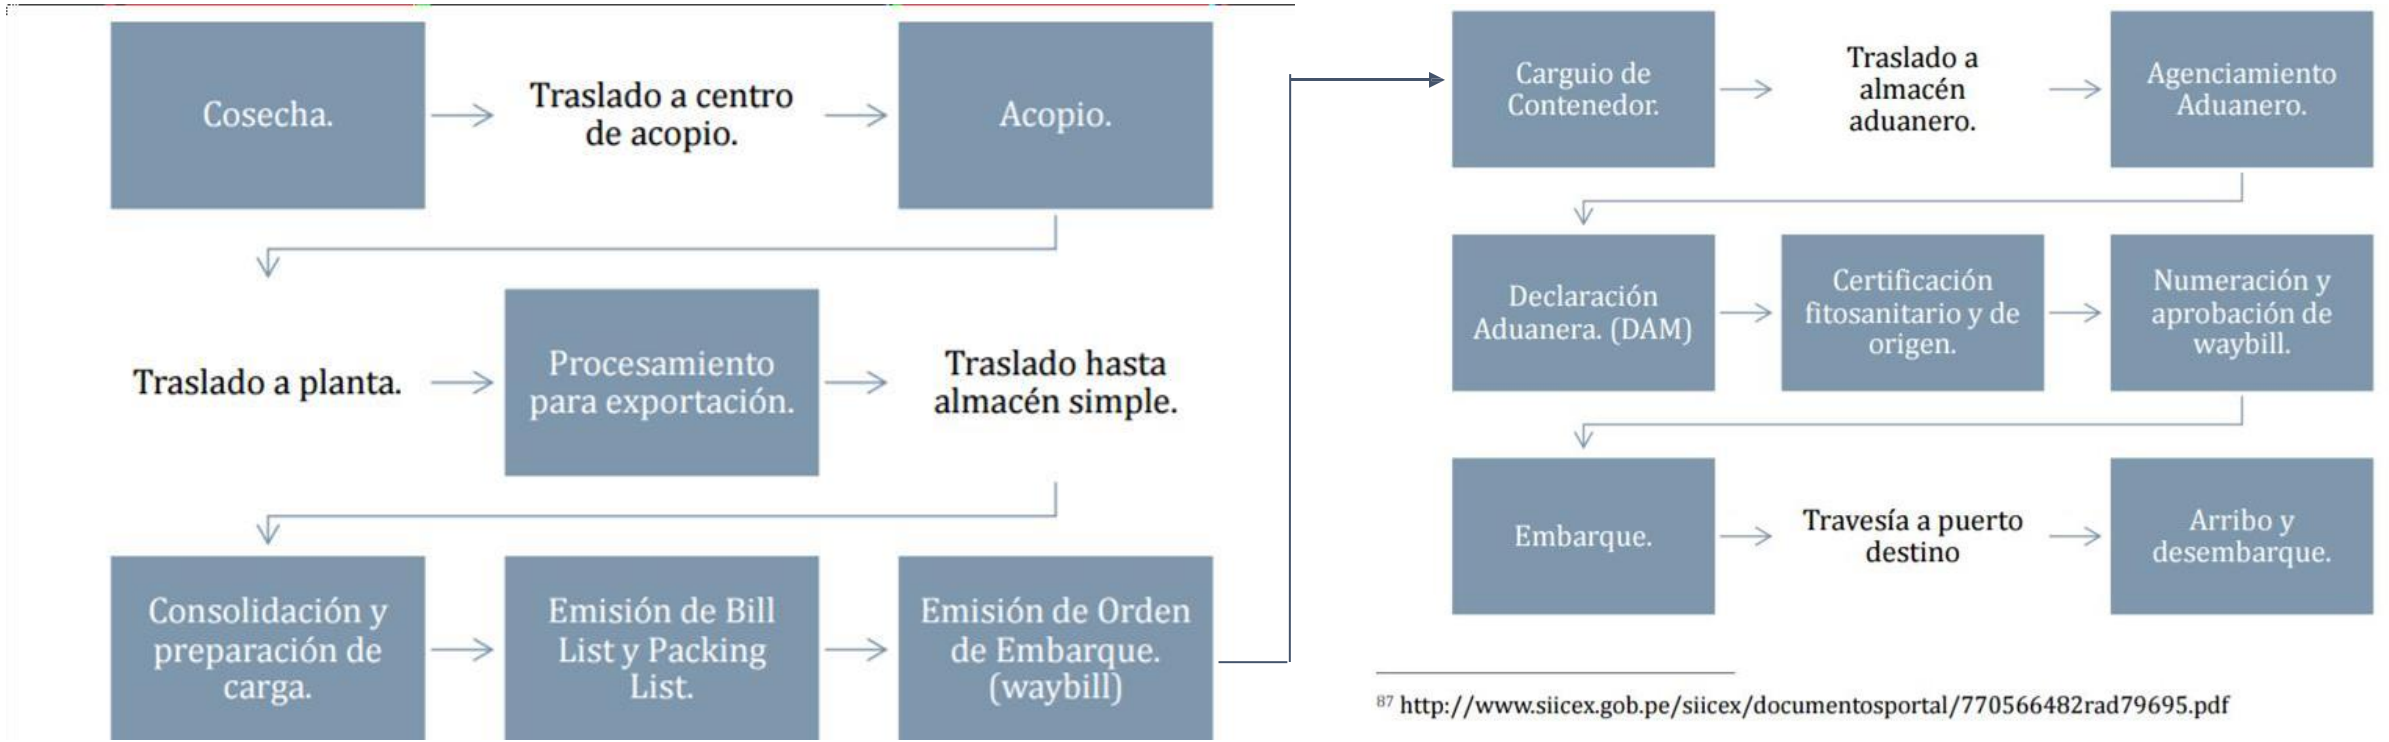 Cosecha.
Traslado a centro
de acopio.
Acopio.
Traslado a planta.
Procesamiento
para exportación.
Traslado hasta
almacén simple.
Consolidación y
preparación de
carga.
Emisión de Bill
List y Packing
List.
Emisión de Orden
de Embarque.
(waybill)
Carguio de
Contenedor.
Traslado a
almacén
aduanero.
Agenciamiento
Aduanero.
Declaración
Aduanera. (DAM)
Certificación
fitosanitario y de
origen.
Numeración y
aprobación de
waybill.
Embarque.
Travesía a puerto
destino
Arribo y
desembarque.
87 http://www.siicex.gob.pe/siicex/documentosportal/770566482rad79695.pdf